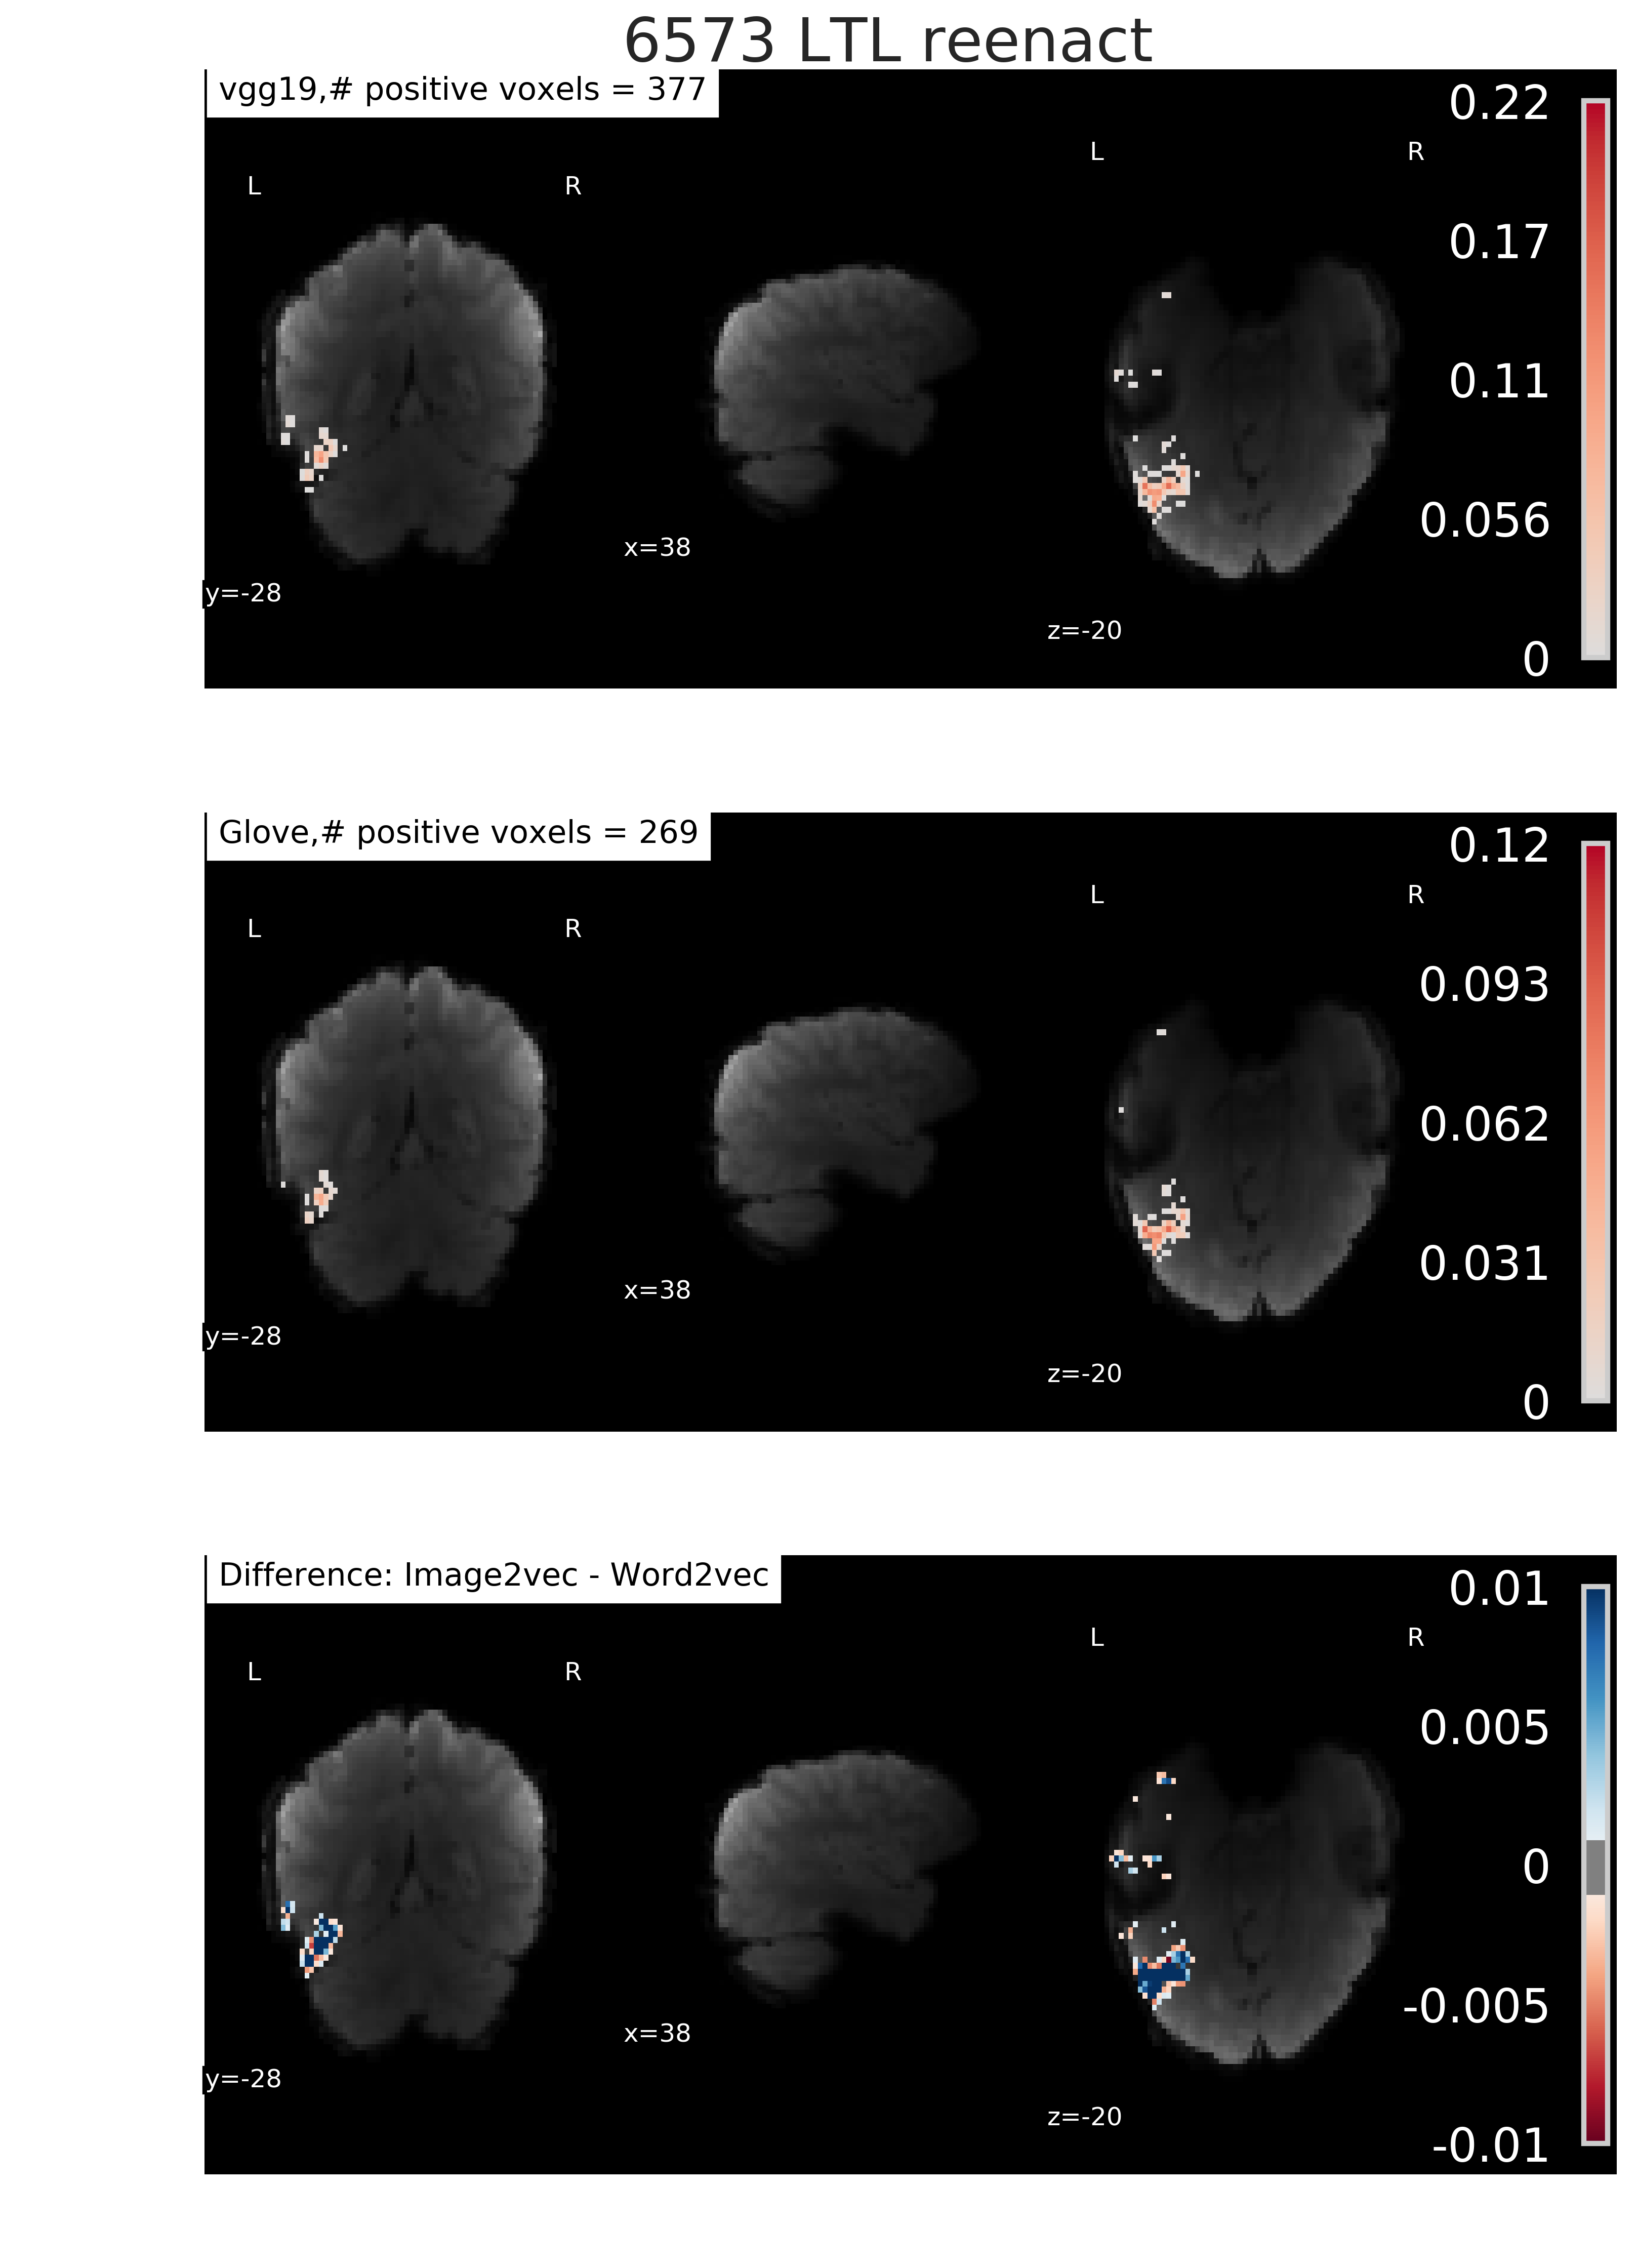 6573 LTL reenact
vgg19,# positive voxels = 377
L
R
L
R
y=-28
x=38
z=-20
0.22
0.17
0.11
0.056
0
Glove,# positive voxels = 269
L
R
L
R
y=-28
x=38
z=-20
0.12
0.093
0.062
0.031
0
Difference: Image2vec - Word2vec
L
R
L
R
y=-28
x=38
z=-20
0.01
0.005
0
-0.005
-0.01